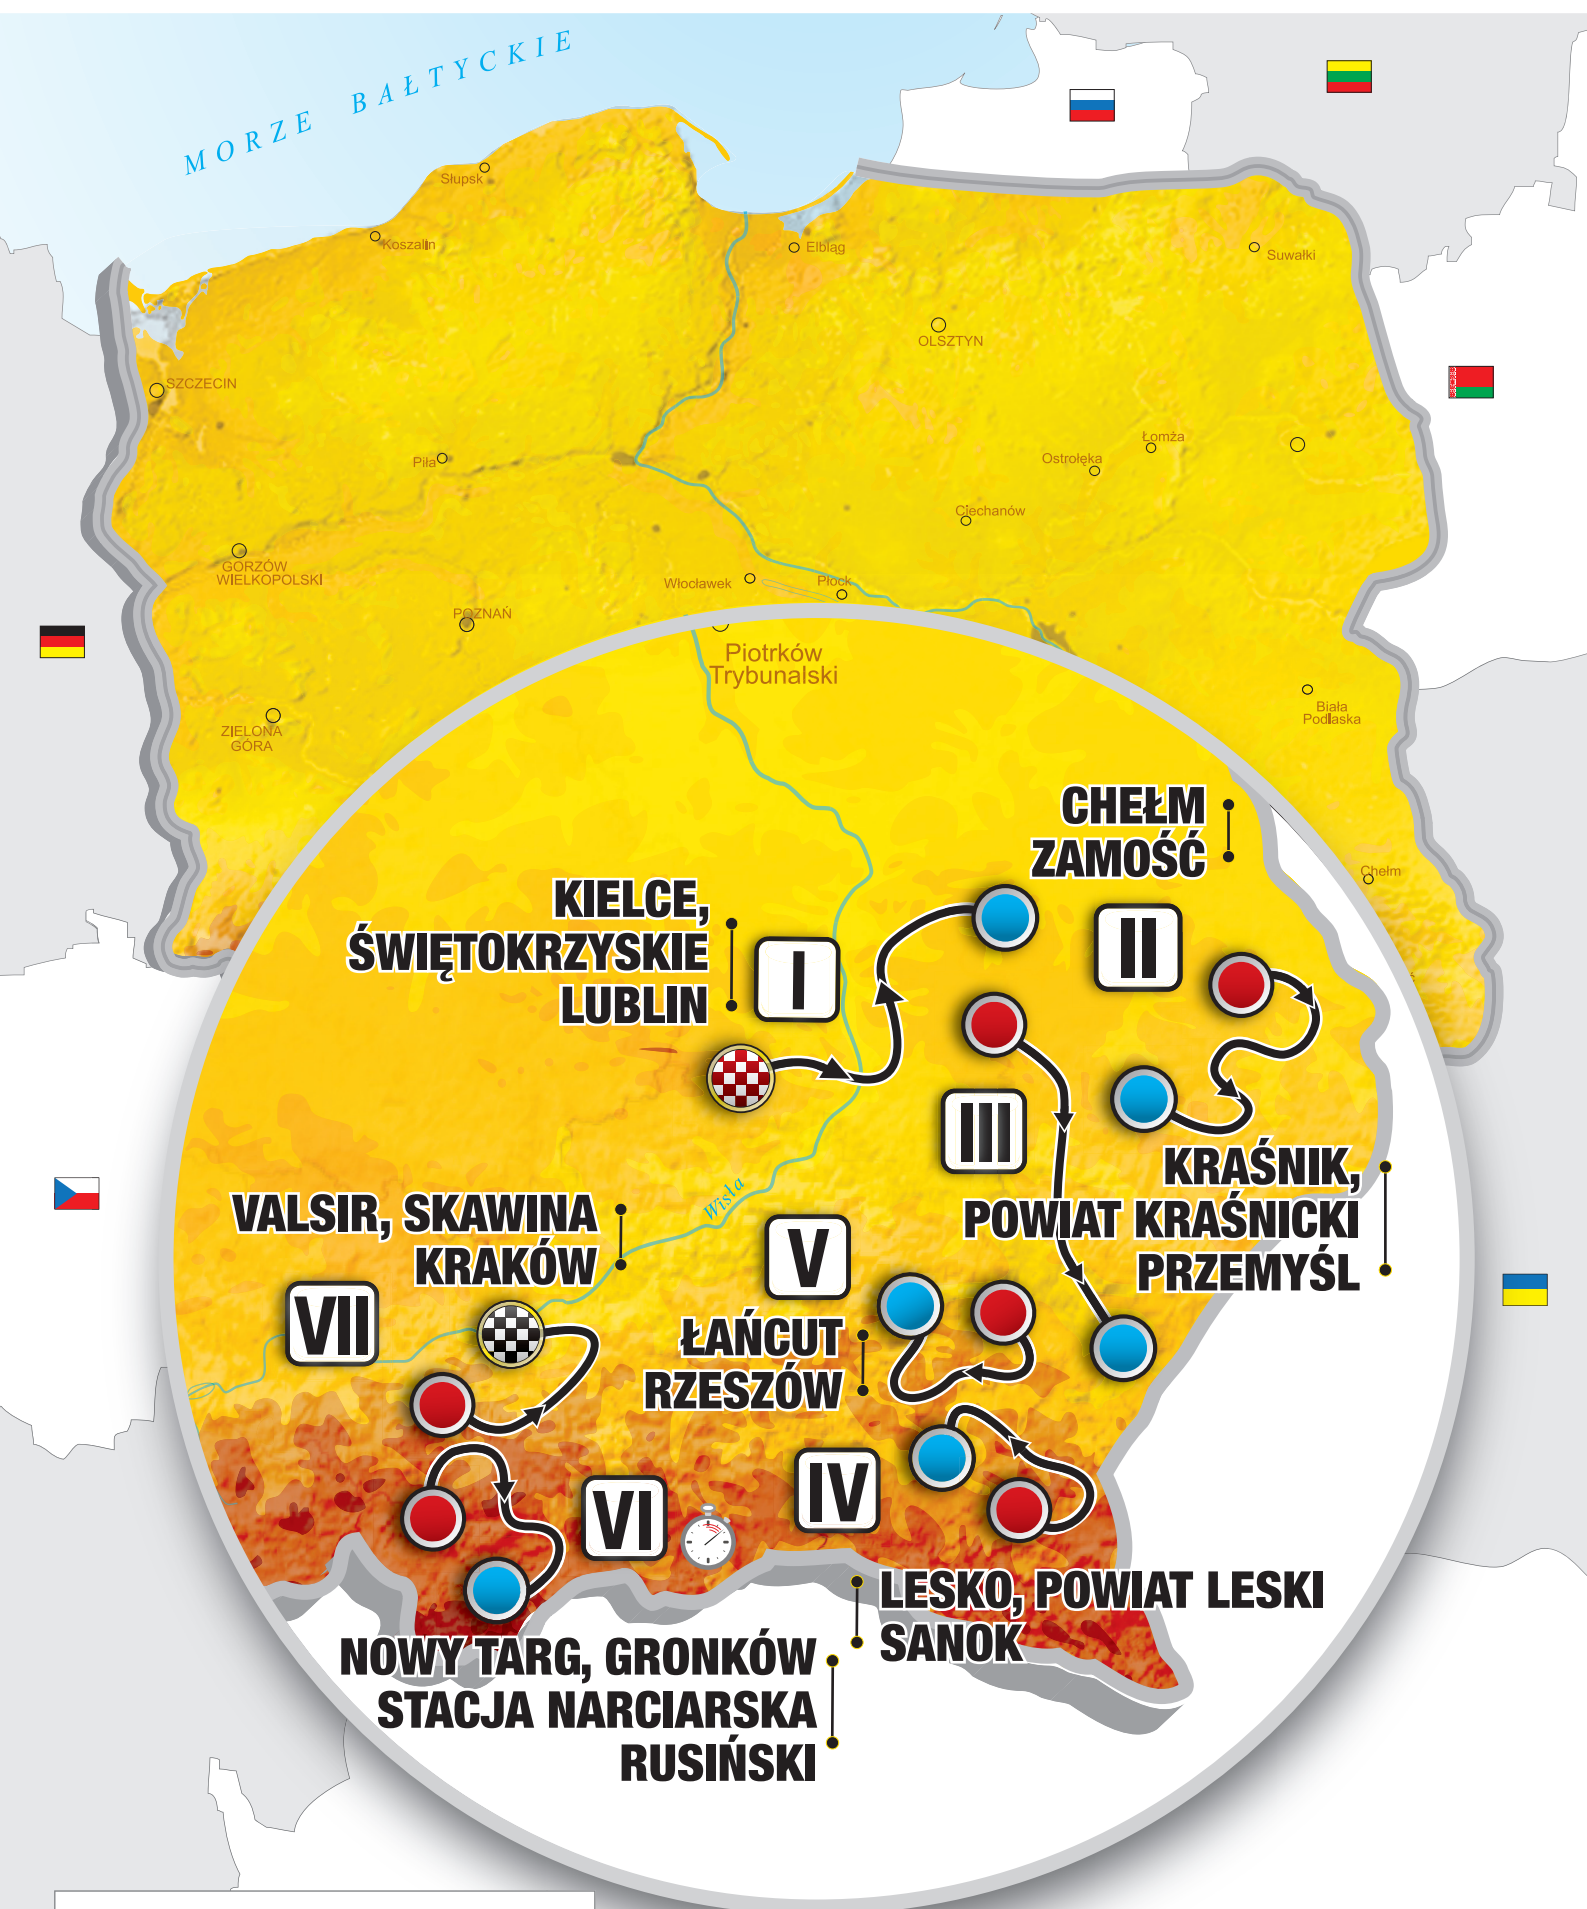 MORZE BAŁTYCKIE
Słupsk
Koszalin
Elbląg
Suwałki
OLSZTYN
SZCZECIN
Łomża
Piła
Ostrołęka
Ciechanów
GORZÓW
WIELKOPOLSKI
Włocławek
Płock
POZNAŃ
Piotrków
Trybunalski
Biała
Podlaska
ZIELONA
GÓRA
CHEŁM
ZAMOŚĆ
Chełm
KIELCE,
ŚWIĘTOKRZYSKIE
LUBLIN
I
II
III
KRAŚNIK,
POWIAT KRAŚNICKI
PRZEMYŚL
Wisła
VALSIR, SKAWINA
KRAKÓW
V
VII
ŁAŃCUT
RZESZÓW
VI
IV
LESKO, POWIAT LESKI
SANOK
NOWY TARG, GRONKÓW
STACJA NARCIARSKA
RUSIŃSKI